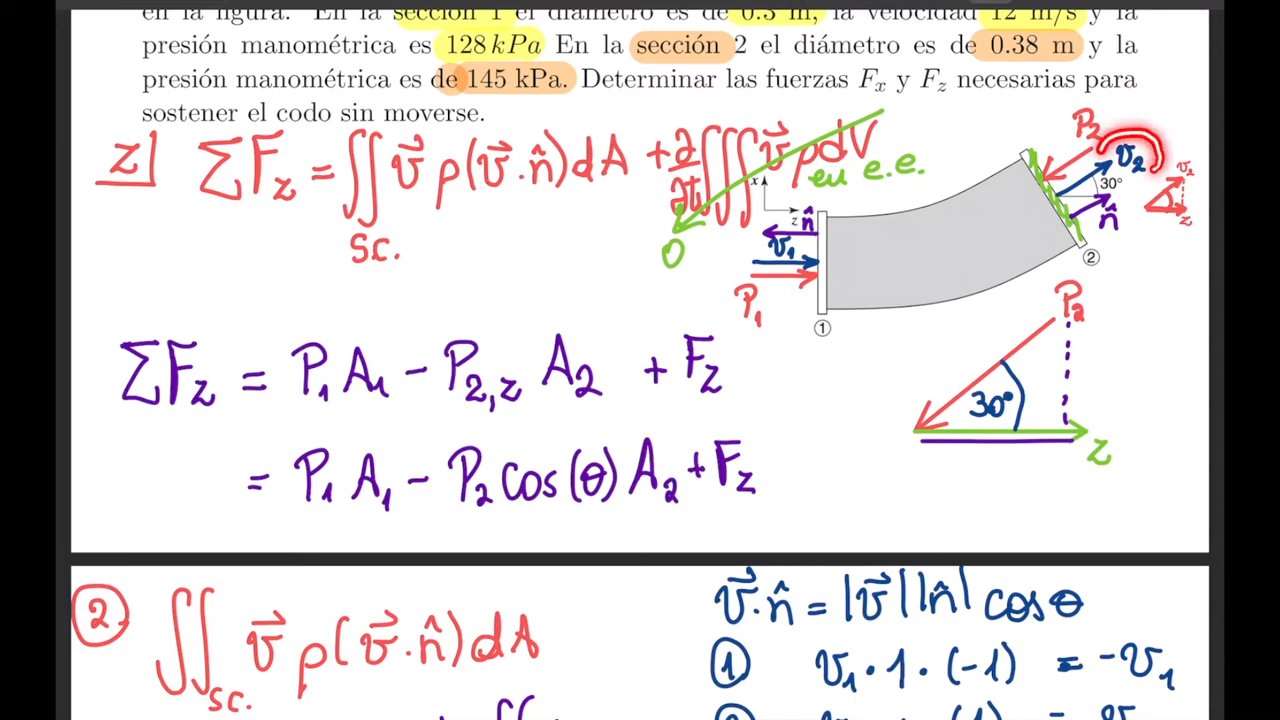 en la figura. En la sección 1 el diámetro es de 0.3 m, la velocidad 12 m/s y la
presión manométrica es 128 kPa En la sección 2 el diámetro es de 0.38 m y la
presión manométrica es de 145 kPa. Determinar las fuerzas Fx y Fz necesarias para
sostener el codo sin moverse.
z] ΣFz = ∬ v⃗ ρ(v⃗·n̂)dA + ∂/∂t ∭ v⃗ ρdV
S.C.
0
en e.e.
x
z
n̂
v1
P1
①
P2
v2
30°
n̂
②
v2
z
ΣFz = P1 A1 − P2,z A2 + Fz
= P1 A1 − P2 cos(θ) A2 + Fz
P2
30°
z
② ∬ v⃗ ρ(v⃗·n̂)dA
S.C.
v⃗·n̂ = |v⃗||n̂| cosθ
① v1 · 1 · (-1) = -v1